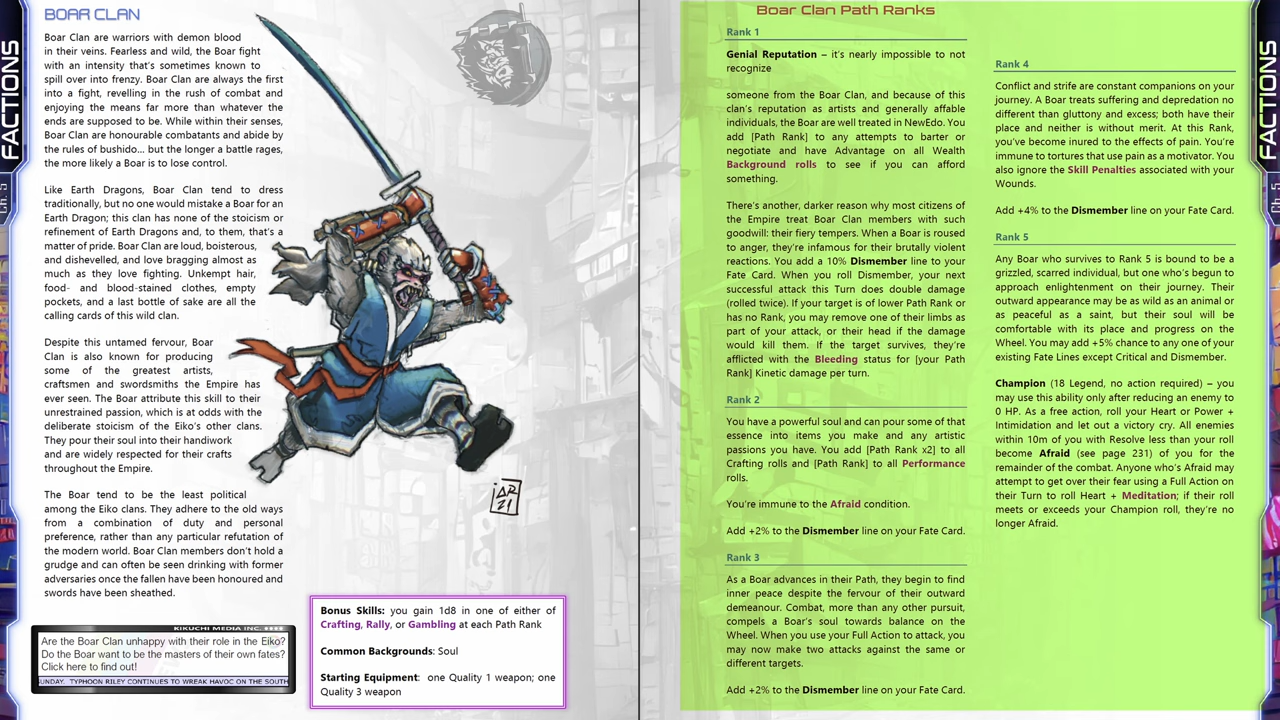 FACTIONS
Ch. 5
BOAR CLAN
Boar Clan are warriors with demon blood
in their veins. Fearless and wild, the Boar fight
with an intensity that's sometimes known to
spill over into frenzy. Boar Clan are always the first
into a fight, revelling in the rush of combat and
enjoying the means far more than whatever the
ends are supposed to be. While within their senses,
Boar Clan are honourable combatants and abide by
the rules of bushido... but the longer a battle rages,
the more likely a Boar is to lose control.
Like Earth Dragons, Boar Clan tend to dress
traditionally, but no one would mistake a Boar for an
Earth Dragon; this clan has none of the stoicism or
refinement of Earth Dragons and, to them, that's a
matter of pride. Boar Clan are loud, boisterous,
and dishevelled, and love bragging almost as
much as they love fighting. Unkempt hair,
food- and blood-stained clothes, empty
pockets, and a last bottle of sake are all the
calling cards of this wild clan.
Despite this untamed fervour, Boar
Clan is also known for producing
some of the greatest artists,
craftsmen and swordsmiths the Empire has
ever seen. The Boar attribute this skill to their
unrestrained passion, which is at odds with the
deliberate stoicism of the Eiko's other clans.
They pour their soul into their handiwork
and are widely respected for their crafts
throughout the Empire.
The Boar tend to be the least political
among the Eiko clans. They adhere to the old ways
from a combination of duty and personal
preference, rather than any particular refutation of
the modern world. Boar Clan members don't hold a
grudge and can often be seen drinking with former
adversaries once the fallen have been honoured and
swords have been sheathed.
KIKUCHI MEDIA INC.
Are the Boar Clan unhappy with their role in the Eiko?
Do the Boar want to be the masters of their own fates?
Click here to find out!
UNDAY. TYPHOON RILEY CONTINUES TO WREAK HAVOC ON THE SOUTH
Bonus Skills: you gain 1d8 in one of either of
Crafting, Rally, or Gambling at each Path Rank
Common Backgrounds: Soul
Starting Equipment: one Quality 1 weapon; one
Quality 3 weapon
Boar Clan Path Ranks
Rank 1
Genial Reputation – it's nearly impossible to not
recognize
someone from the Boar Clan, and because of this
clan's reputation as artists and generally affable
individuals, the Boar are well treated in NewEdo. You
add [Path Rank] to any attempts to barter or
negotiate and have Advantage on all Wealth
Background rolls to see if you can afford
something.
There's another, darker reason why most citizens of
the Empire treat Boar Clan members with such
goodwill: their fiery tempers. When a Boar is roused
to anger, they're infamous for their brutally violent
reactions. You add a 10% Dismember line to your
Fate Card. When you roll Dismember, your next
successful attack this Turn does double damage
(rolled twice). If your target is of lower Path Rank or
has no Rank, you may remove one of their limbs as
part of your attack, or their head if the damage
would kill them. If the target survives, they're
afflicted with the Bleeding status for [your Path
Rank] Kinetic damage per turn.
Rank 2
You have a powerful soul and can pour some of that
essence into items you make and any artistic
passions you have. You add [Path Rank x2] to all
Crafting rolls and [Path Rank] to all Performance
rolls.
You're immune to the Afraid condition.
Add +2% to the Dismember line on your Fate Card.
Rank 3
As a Boar advances in their Path, they begin to find
inner peace despite the fervour of their outward
demeanour. Combat, more than any other pursuit,
compels a Boar's soul towards balance on the
Wheel. When you use your Full Action to attack, you
may now make two attacks against the same or
different targets.
Add +2% to the Dismember line on your Fate Card.
Rank 4
Conflict and strife are constant companions on your
journey. A Boar treats suffering and depredation no
different than gluttony and excess; both have their
place and neither is without merit. At this Rank,
you've become inured to the effects of pain. You're
immune to tortures that use pain as a motivator. You
also ignore the Skill Penalties associated with your
Wounds.
Add +4% to the Dismember line on your Fate Card.
Rank 5
Any Boar who survives to Rank 5 is bound to be a
grizzled, scarred individual, but one who's begun to
approach enlightenment on their journey. Their
outward appearance may be as wild as an animal or
as peaceful as a saint, but their soul will be
comfortable with its place and progress on the
Wheel. You may add +5% chance to any one of your
existing Fate Lines except Critical and Dismember.
Champion (18 Legend, no action required) – you
may use this ability only after reducing an enemy to
0 HP. As a free action, roll your Heart or Power +
Intimidation and let out a victory cry. All enemies
within 10m of you with Resolve less than your roll
become Afraid (see page 231) of you for the
remainder of the combat. Anyone who's Afraid may
attempt to get over their fear using a Full Action on
their Turn to roll Heart + Meditation; if their roll
meets or exceeds your Champion roll, they're no
longer Afraid.
FACTIONS
Ch. 5